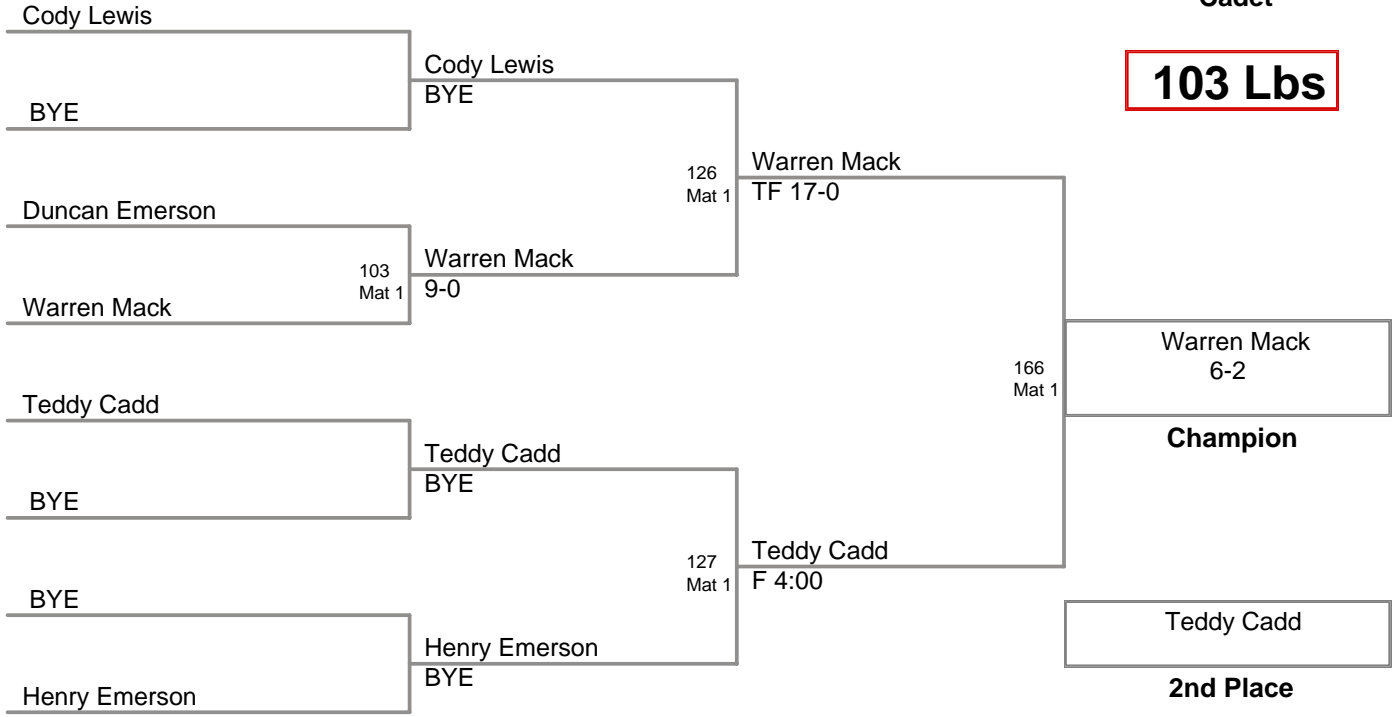 Cadet
103 Lbs
Cody Lewis
BYE
Duncan Emerson
Warren Mack
Teddy Cadd
BYE
BYE
Henry Emerson
103
Mat 1
Cody Lewis
BYE
Warren Mack
9-0
Teddy Cadd
BYE
Henry Emerson
BYE
126
Mat 1
127
Mat 1
Warren Mack
TF 17-0
Teddy Cadd
F 4:00
166
Mat 1
Warren Mack
6-2
Champion
Teddy Cadd
2nd Place